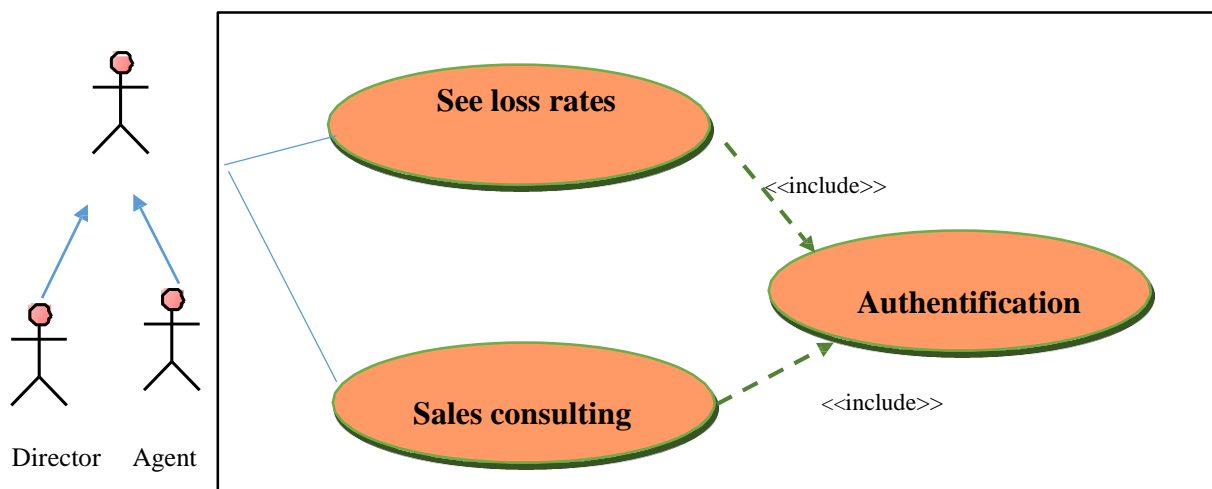 See loss rates
<<include>>
Authentification
Sales consulting
<<include>>
Director Agent